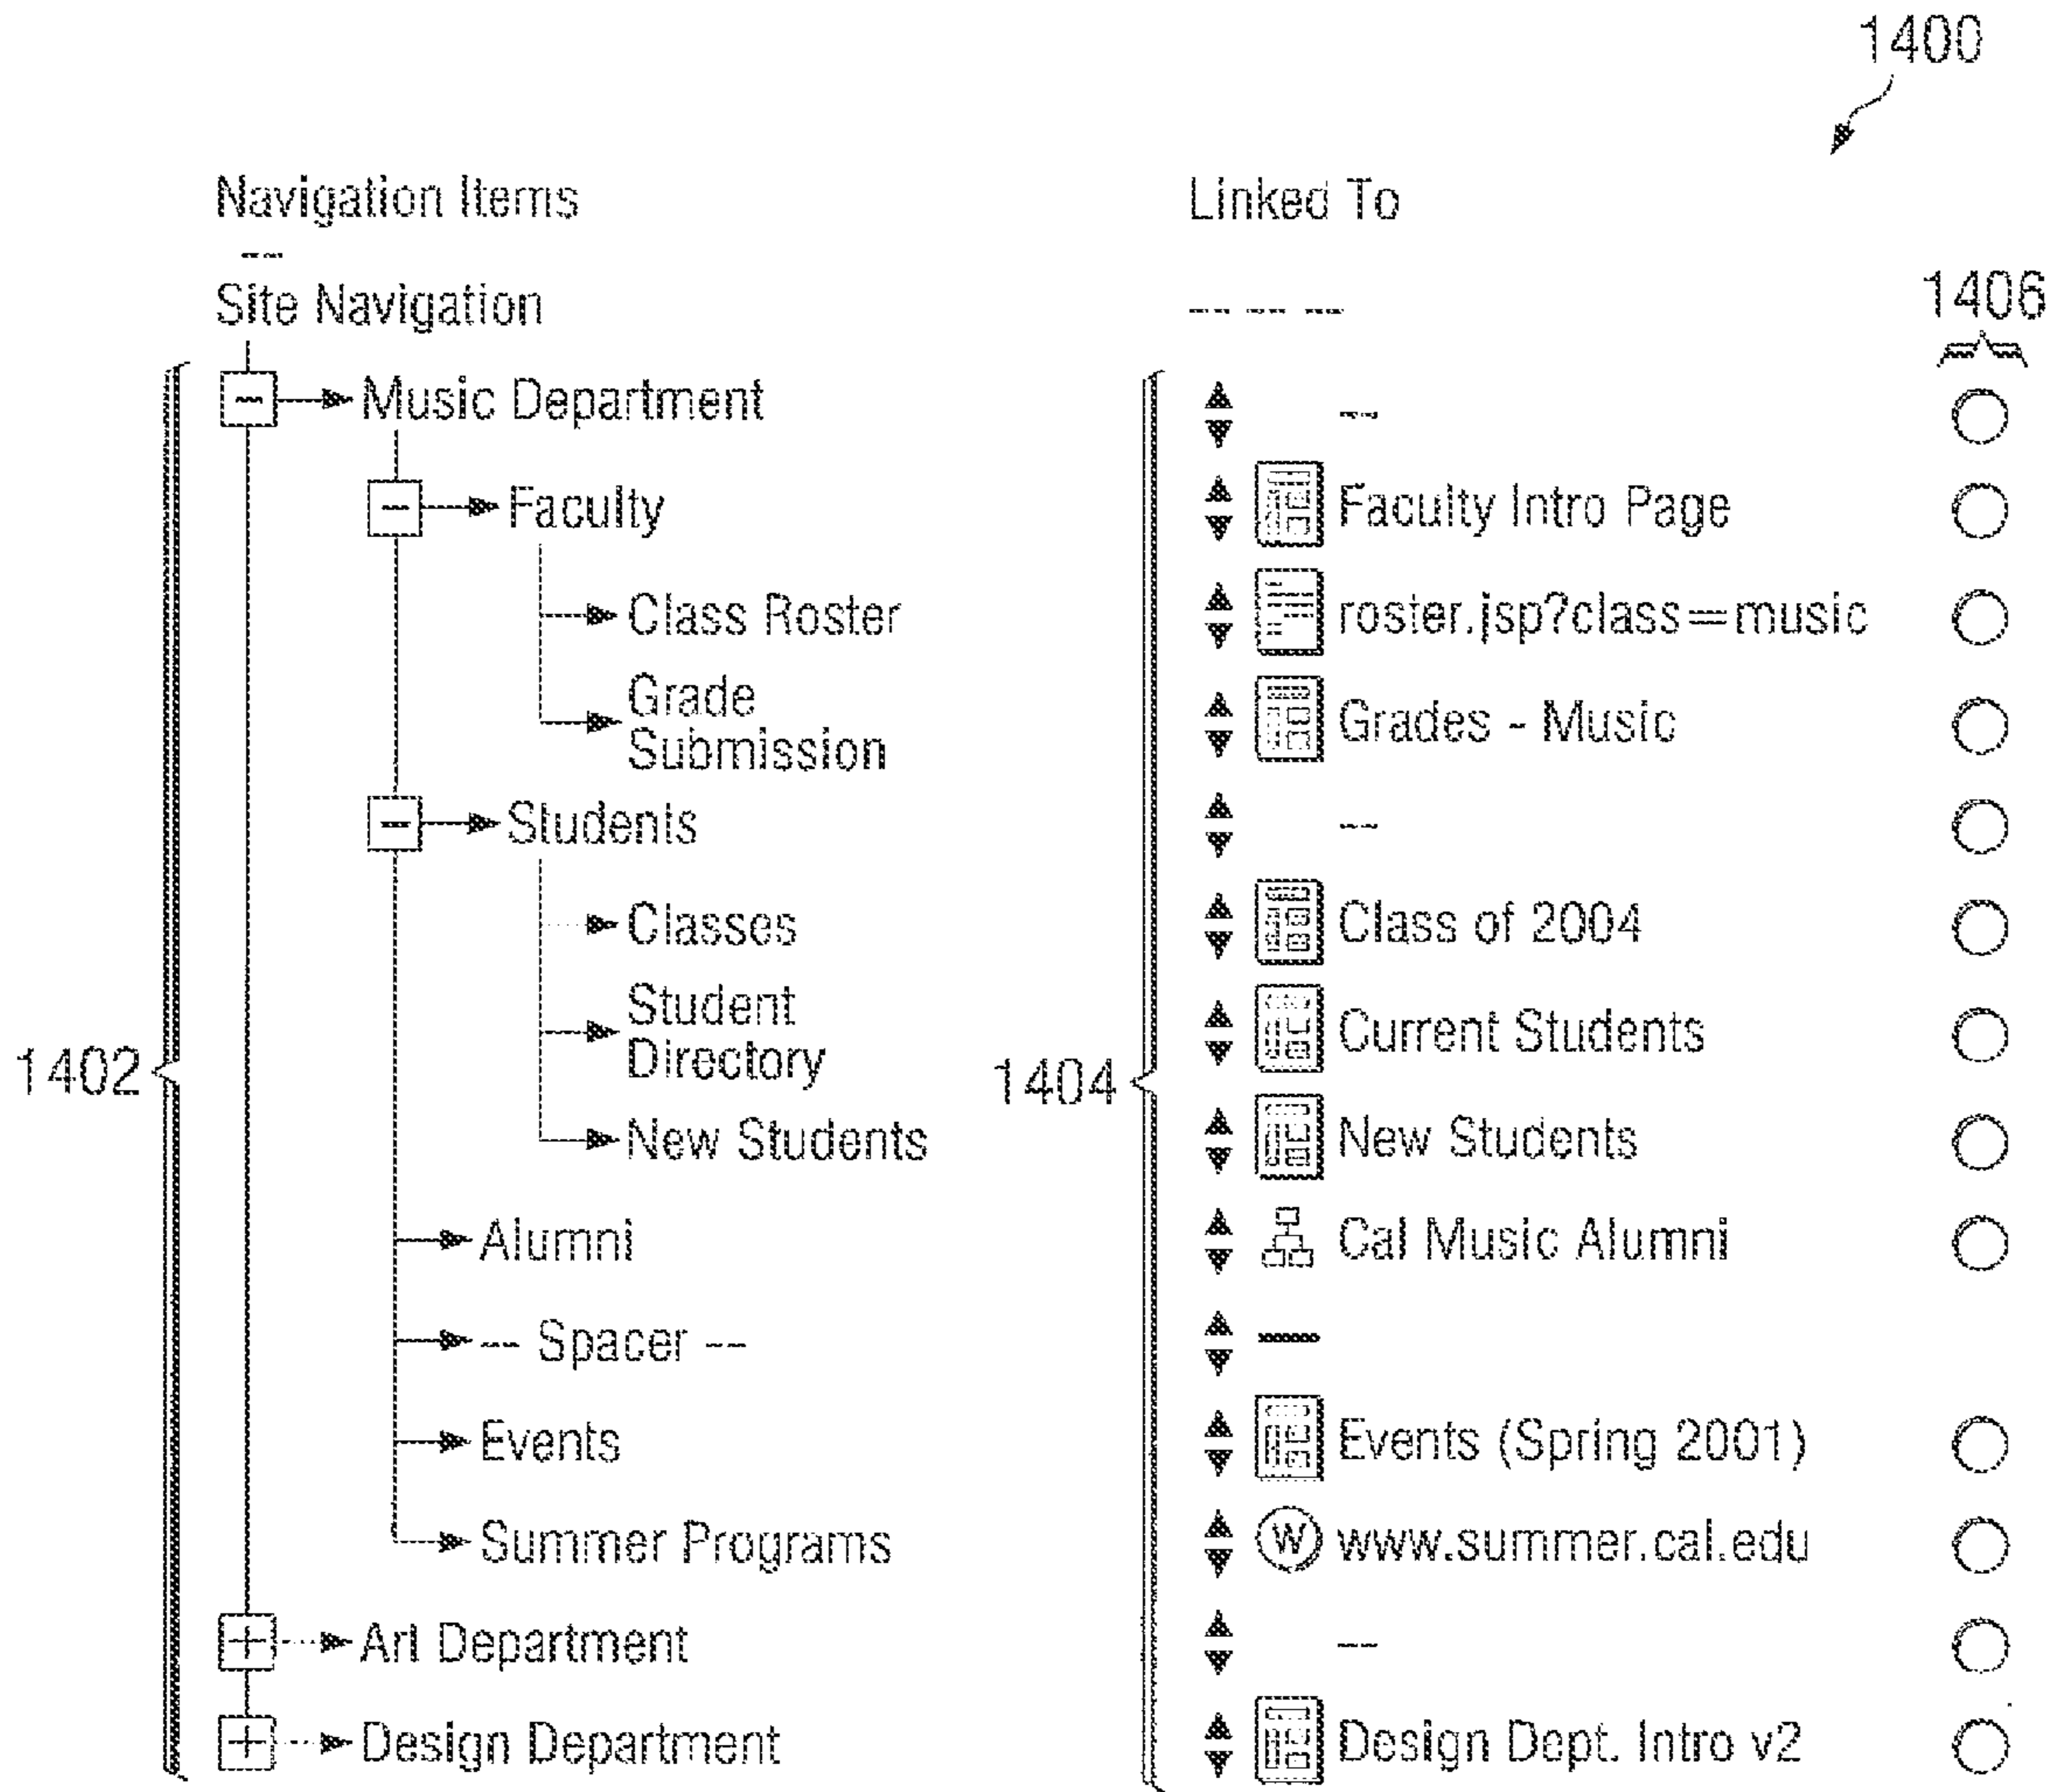 1400
Navigation Items Linked To
--
Site Navigation -- -- -- 1406
Music Department --
Faculty Faculty Intro Page
Class Roster roster.jsp?class=music
Grade
Submission Grades - Music
Students --
Classes Class of 2004
Student
Directory Current Students
1402 1404
New Students New Students
Alumni Cal Music Alumni
-- Spacer --
Events Events (Spring 2001)
Summer Programs W www.summer.cal.edu
Art Department --
Design Department Design Dept. Intro v2